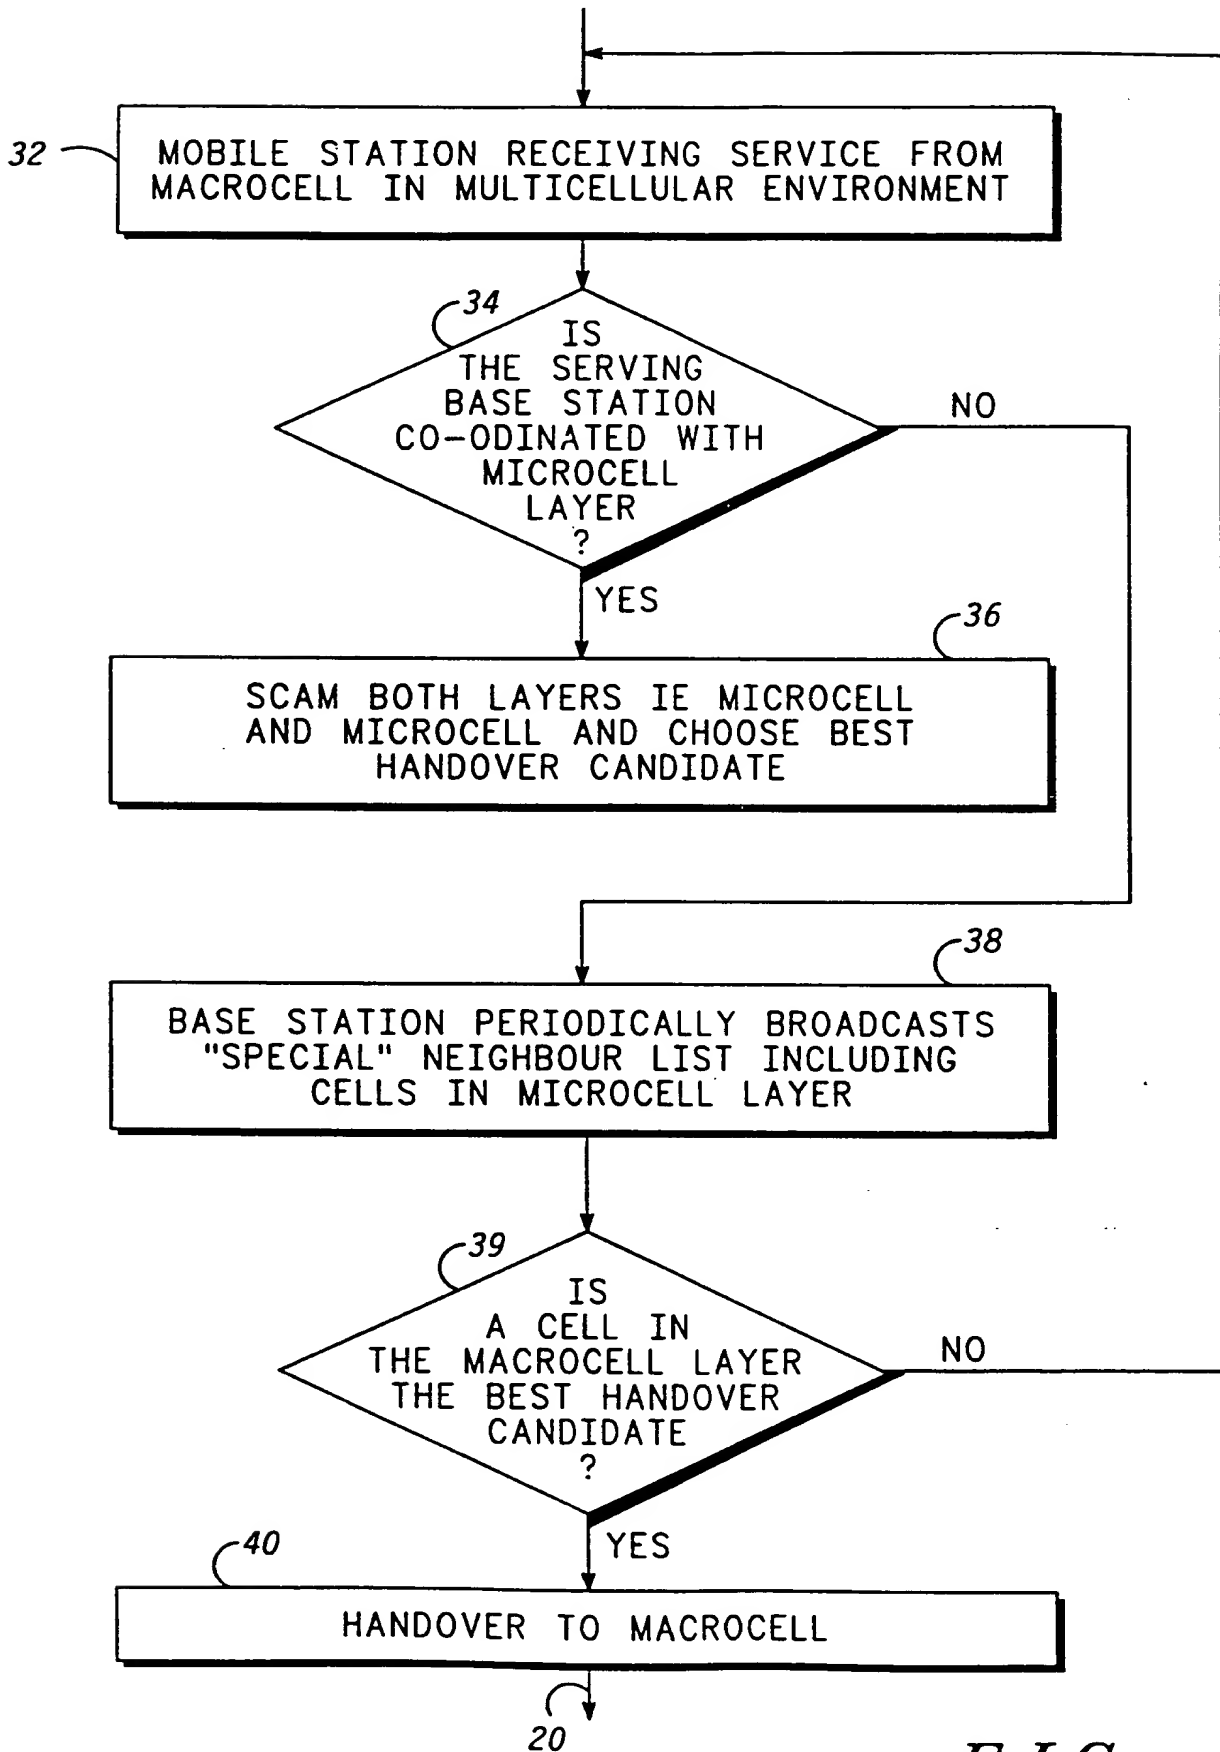 32
MOBILE STATION RECEIVING SERVICE FROM
MACROCELL IN MULTICELLULAR ENVIRONMENT
34
IS
THE SERVING
BASE STATION
CO-ODINATED WITH
MICROCELL
LAYER
?
NO
YES
36
SCAM BOTH LAYERS IE MICROCELL
AND MICROCELL AND CHOOSE BEST
HANDOVER CANDIDATE
38
BASE STATION PERIODICALLY BROADCASTS
"SPECIAL" NEIGHBOUR LIST INCLUDING
CELLS IN MICROCELL LAYER
39
IS
A CELL IN
THE MACROCELL LAYER
THE BEST HANDOVER
CANDIDATE
?
NO
YES
40
HANDOVER TO MACROCELL
20